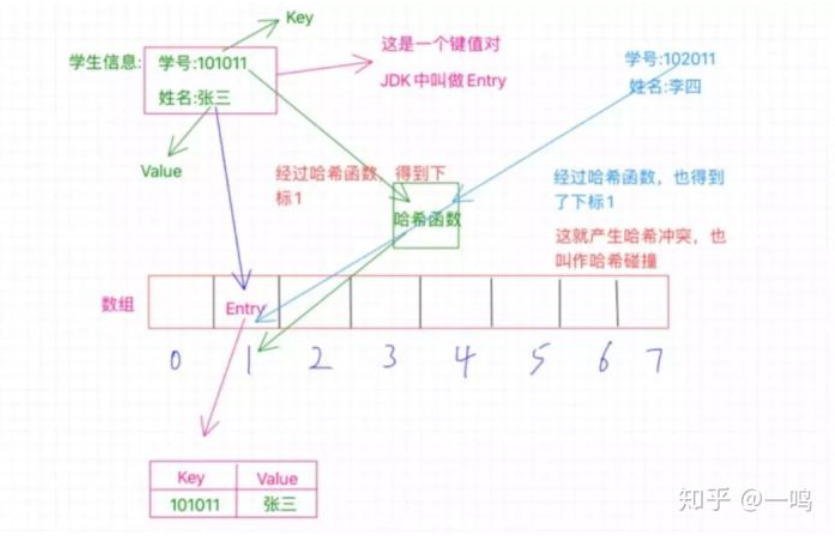 Key
学生信息:
学号:101011
姓名:张三
这是一个键值对
JDK中叫做Entry
学号:102011
姓名:李四
Value
经过哈希函数，得到下
标1
哈希函数
经过哈希函数，也得到
了下标1
这就产生哈希冲突，也
叫作哈希碰撞
数组
Entry
0 1 2 3 4 5 6 7
Key Value
101011 张三
知乎 @一鸣